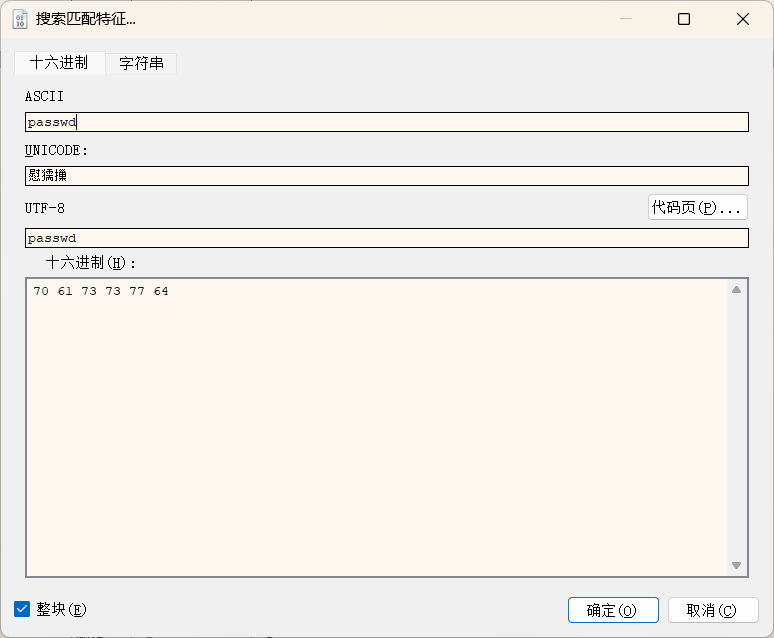 搜索匹配特征...
十六进制 字符串
ASCII
passwd
UNICODE:
慰獳摷
UTF-8 代码页(P)...
passwd
十六进制(H):
70 61 73 73 77 64
整块(E) 确定(O) 取消(C)